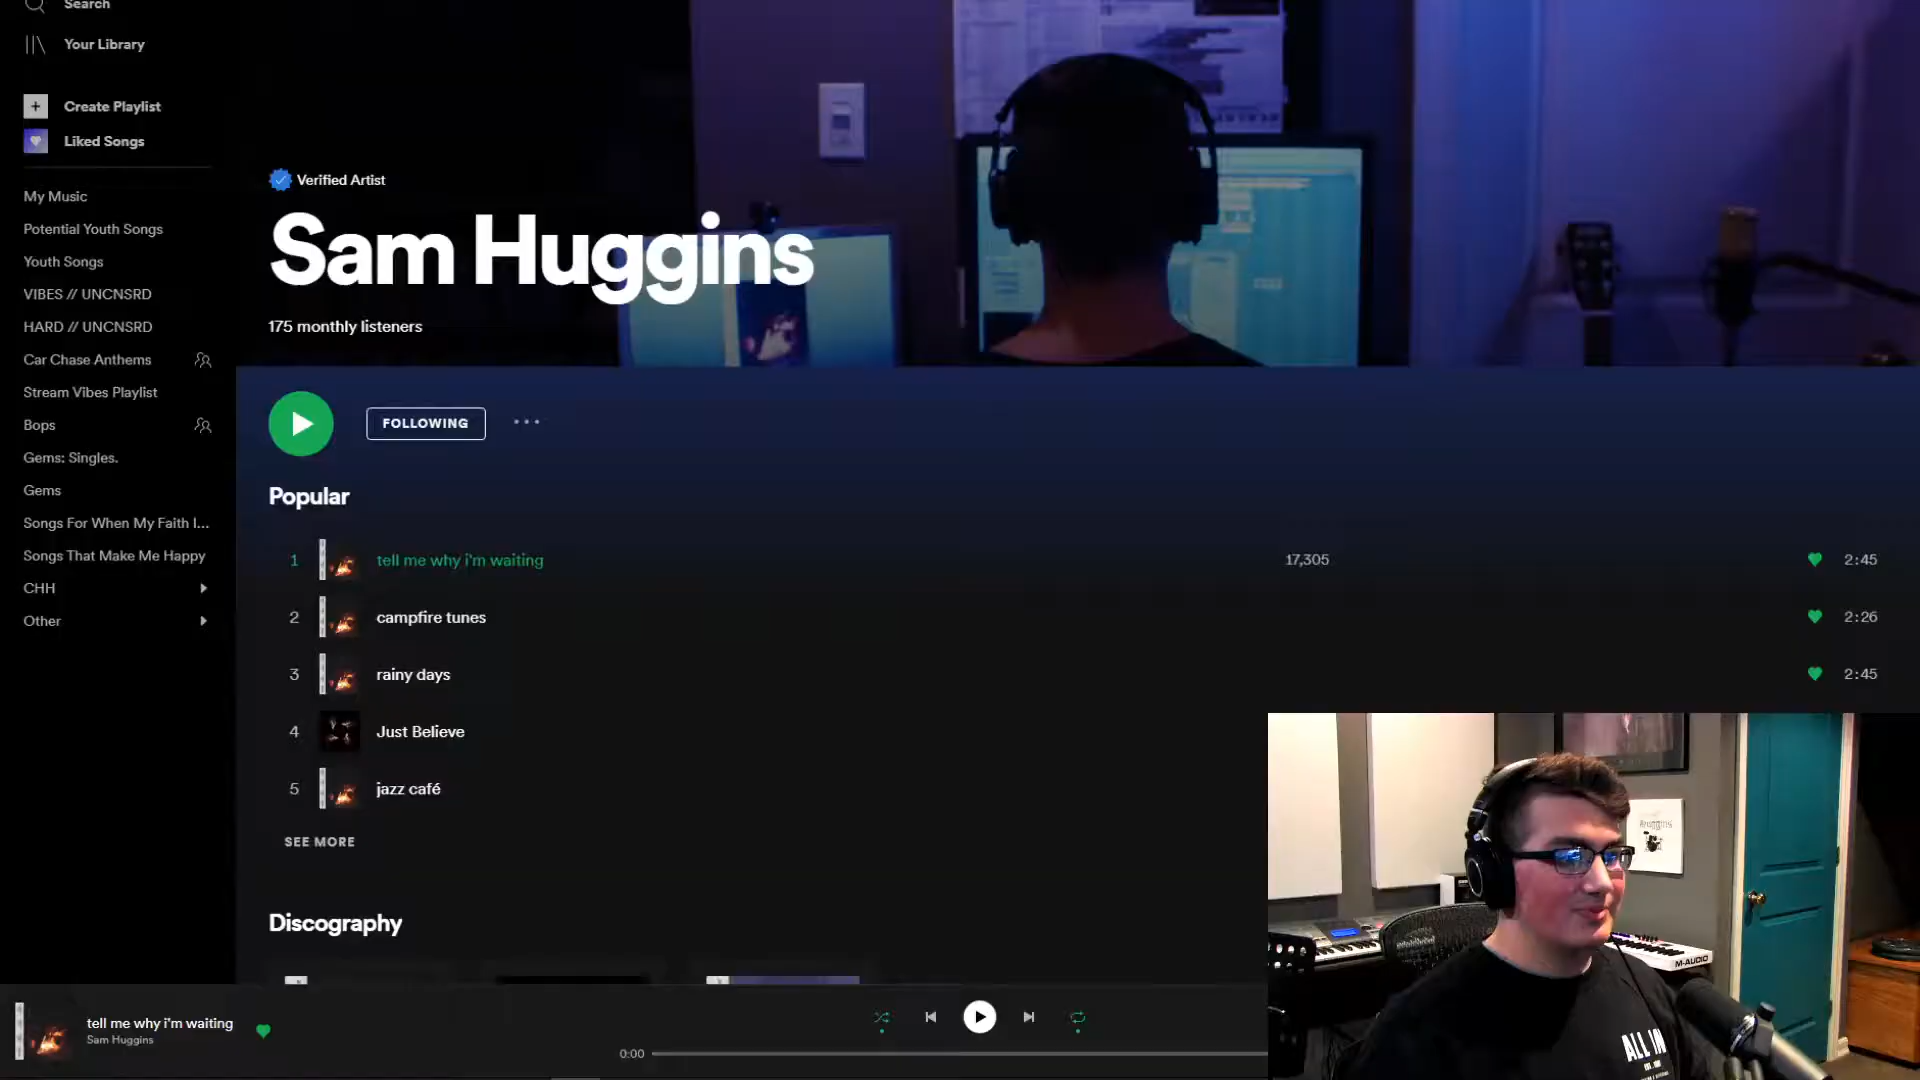 Search
Your Library
Create Playlist
Liked Songs
My Music
Potential Youth Songs
Youth Songs
VIBES // UNCNSRD
HARD // UNCNSRD
Car Chase Anthems
Stream Vibes Playlist
Bops
Gems: Singles.
Gems
Songs For When My Faith I...
Songs That Make Me Happy
CHH
Other
Verified Artist
Sam Huggins
175 monthly listeners
FOLLOWING
Popular
1 tell me why i'm waiting 17,305 2:45
2 campfire tunes 2:26
3 rainy days 2:45
4 Just Believe
5 jazz café
SEE MORE
Discography
tell me why i'm waiting
Sam Huggins
0:00
Huggins
M-AUDIO
ALL IN